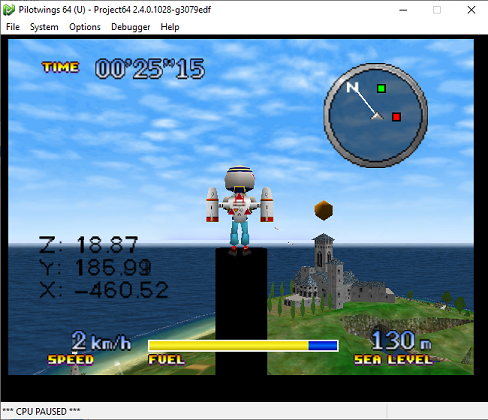 Pilotwings 64 (U) - Project64 2.4.0.1028-g3079edf
File System Options Debugger Help
TIME 00'25"15
N
Z: 18.87
Y: 185.99
X: -460.52
2 km/h 130 m
SPEED FUEL SEA LEVEL
*** CPU PAUSED ***